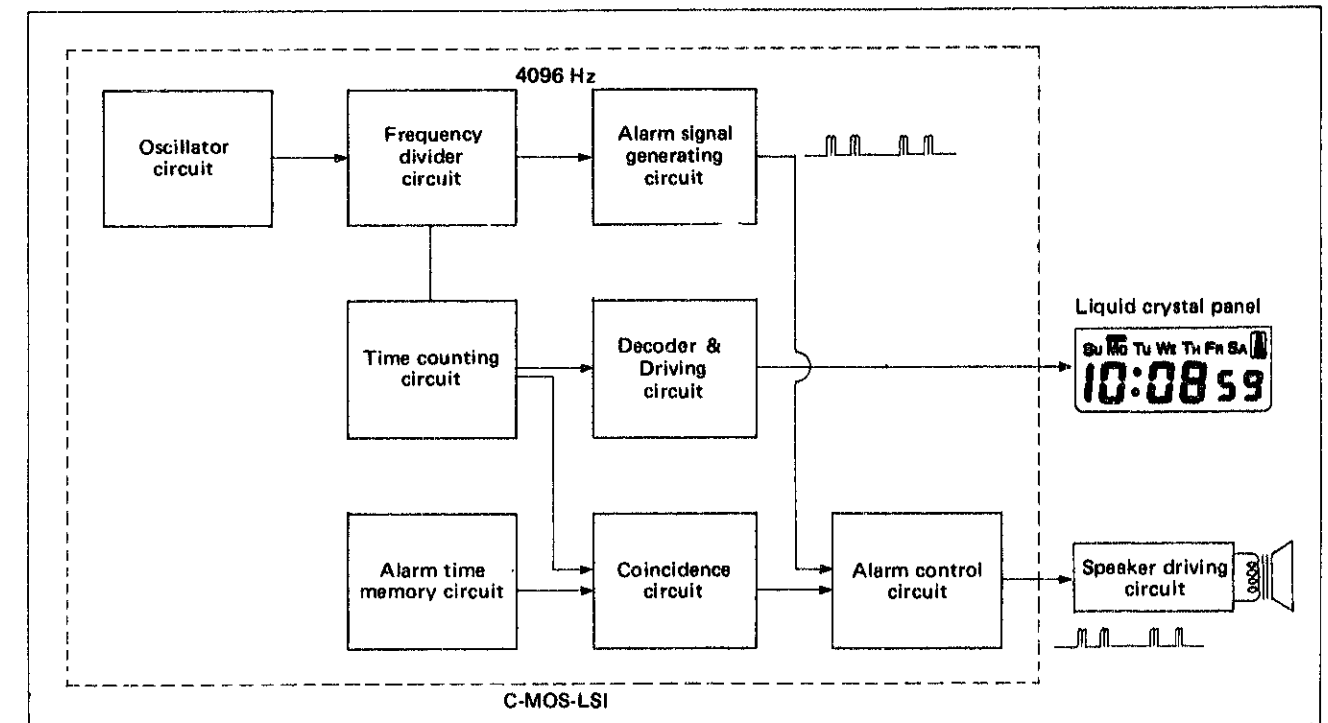 4096 Hz
Oscillator
circuit
Frequency
divider
circuit
Alarm signal
generating
circuit
Time counting
circuit
Decoder &
Driving
circuit
Liquid crystal panel
Su Mo Tu We Th Fr Sa
10:08 59
Alarm time
memory circuit
Coincidence
circuit
Alarm control
circuit
Speaker driving
circuit
C-MOS-LSI